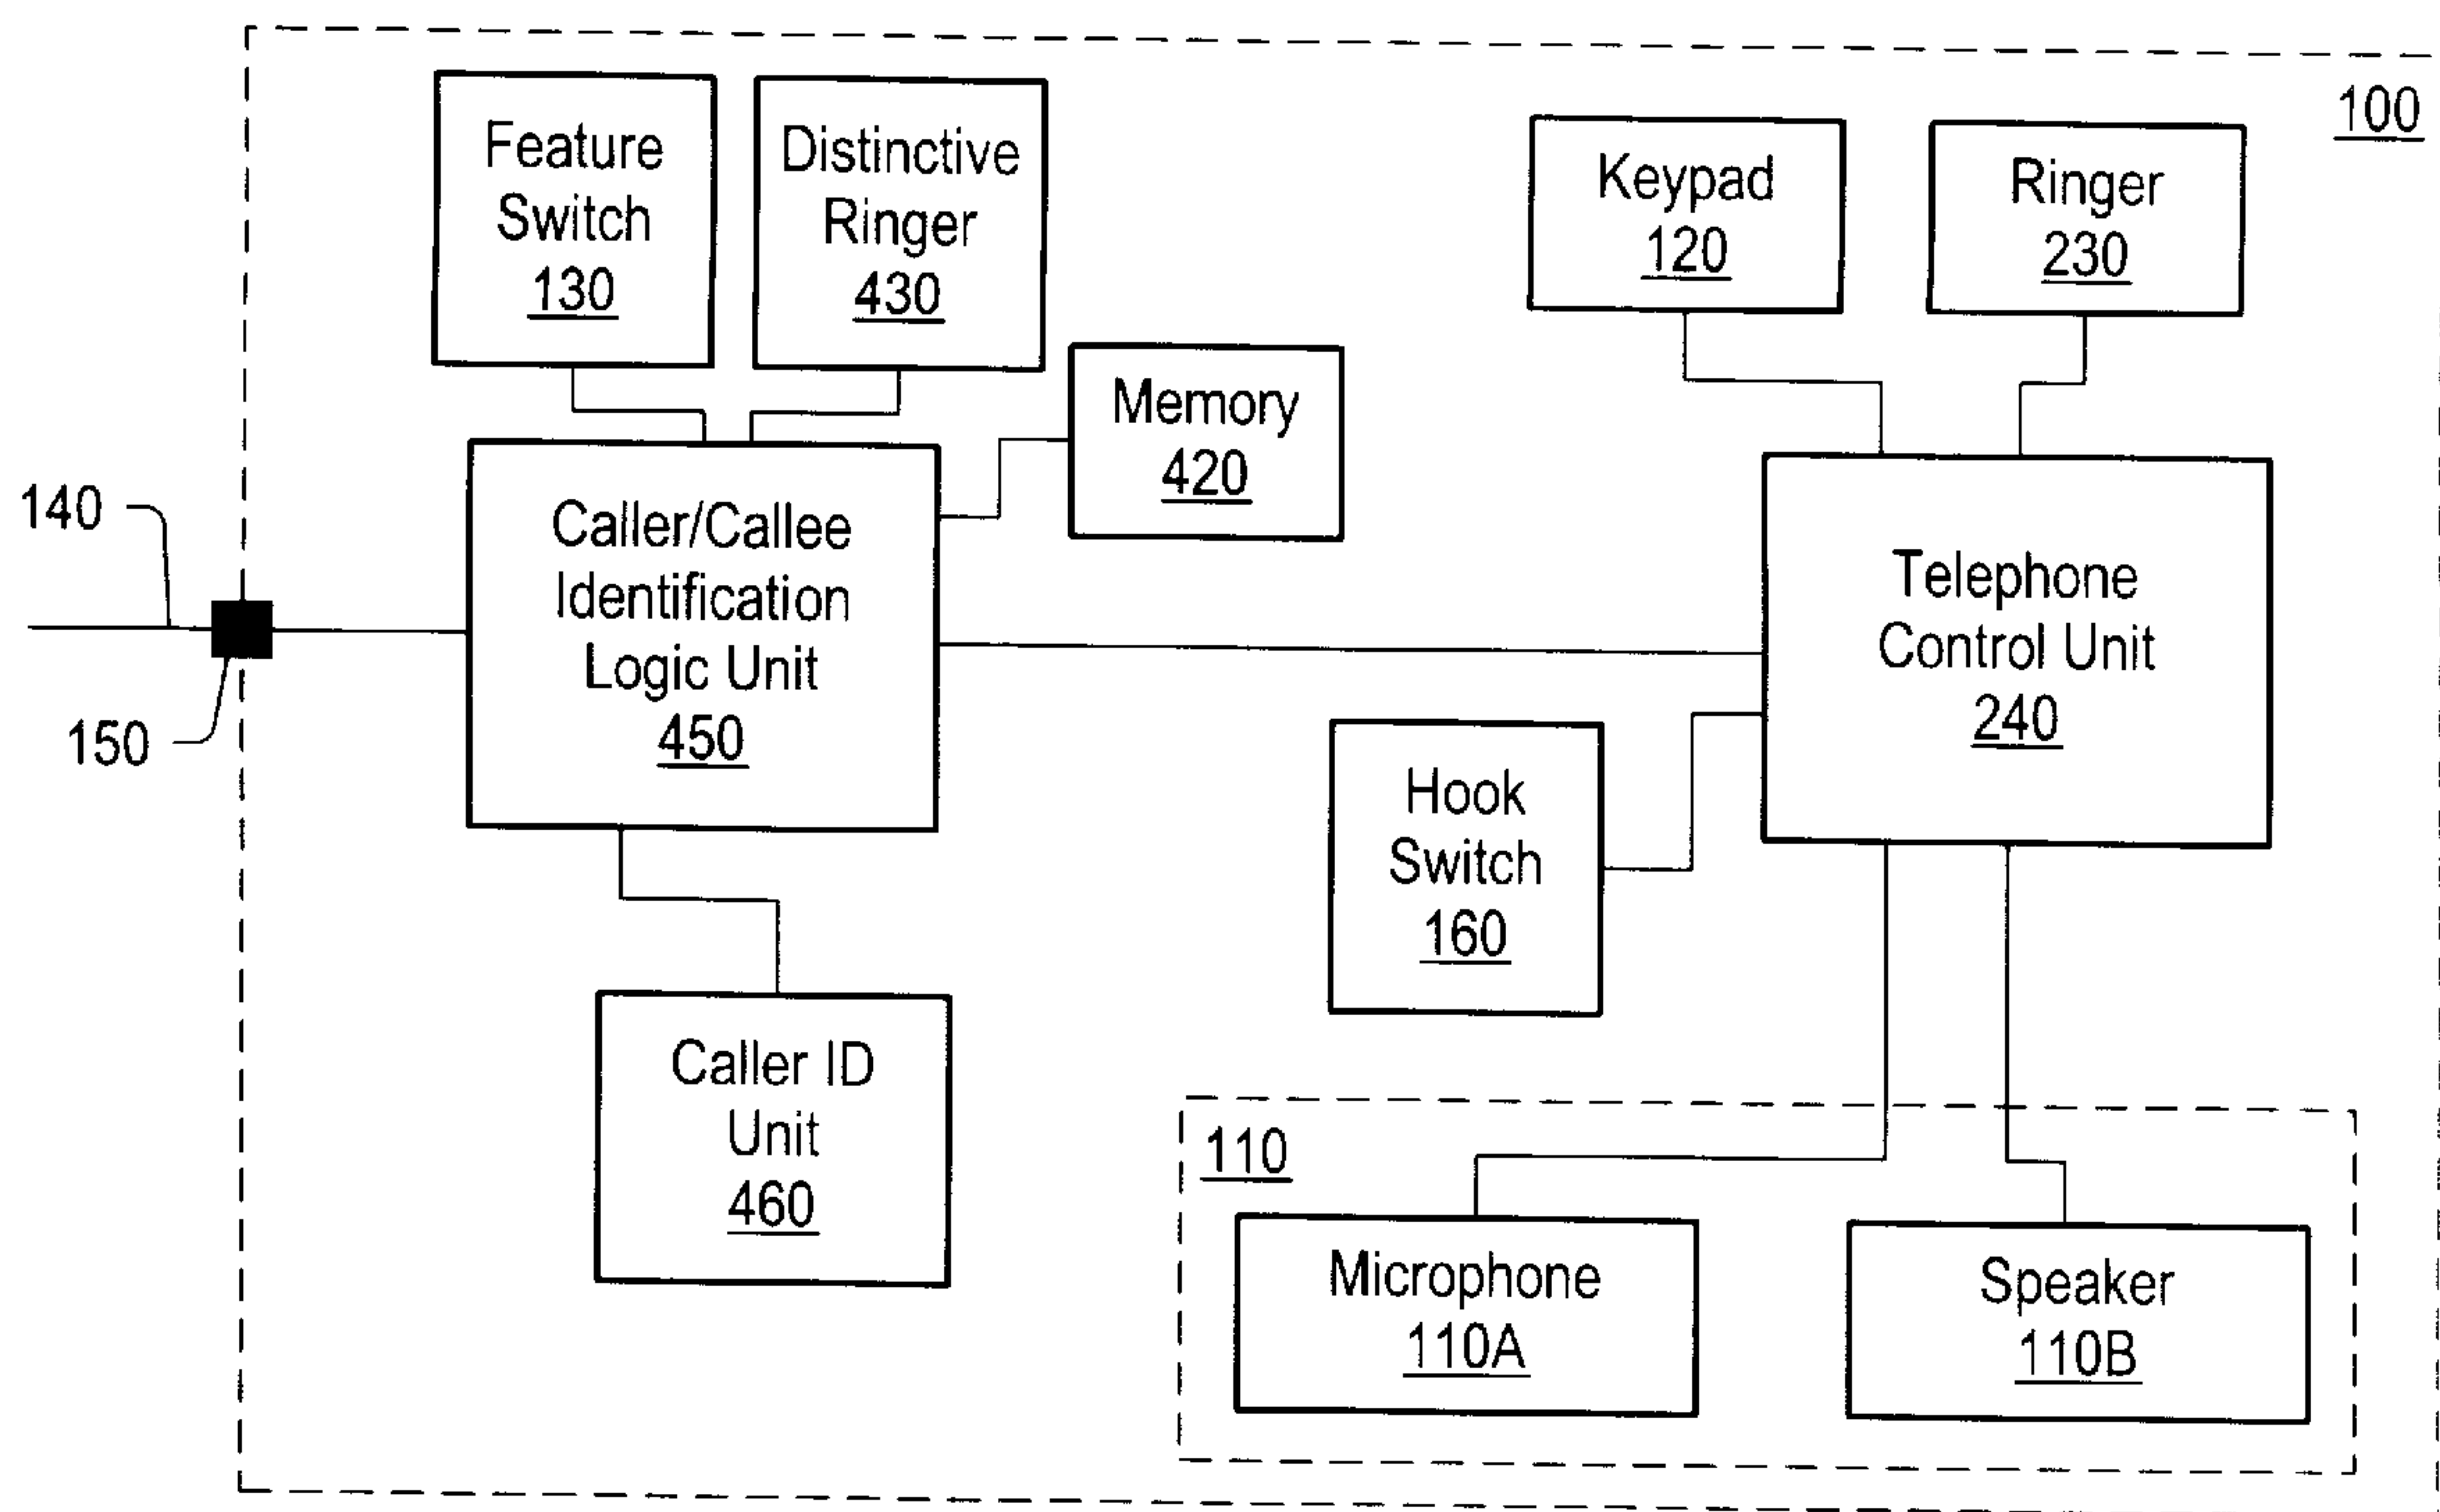 100
Feature
Switch
130
Distinctive
Ringer
430
Keypad
120
Ringer
230
Memory
420
140
150
Caller/Callee
Identification
Logic Unit
450
Telephone
Control Unit
240
Hook
Switch
160
Caller ID
Unit
460
110
Microphone
110A
Speaker
110B